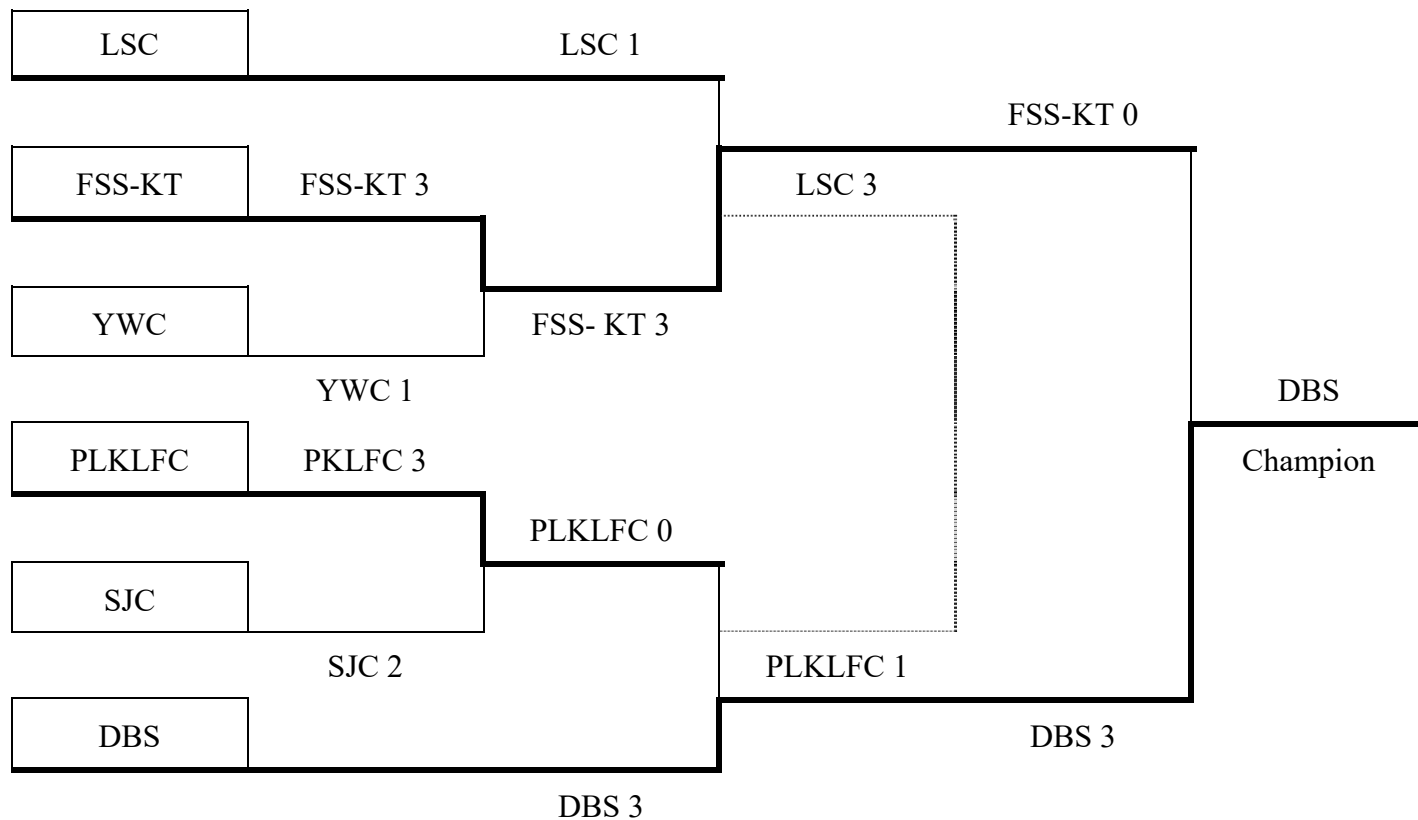 LSC
LSC 1
FSS-KT 0
FSS-KT
FSS-KT 3
LSC 3
YWC
FSS- KT 3
YWC 1
DBS
PLKLFC
PKLFC 3
Champion
PLKLFC 0
SJC
SJC 2
PLKLFC 1
DBS
DBS 3
DBS 3